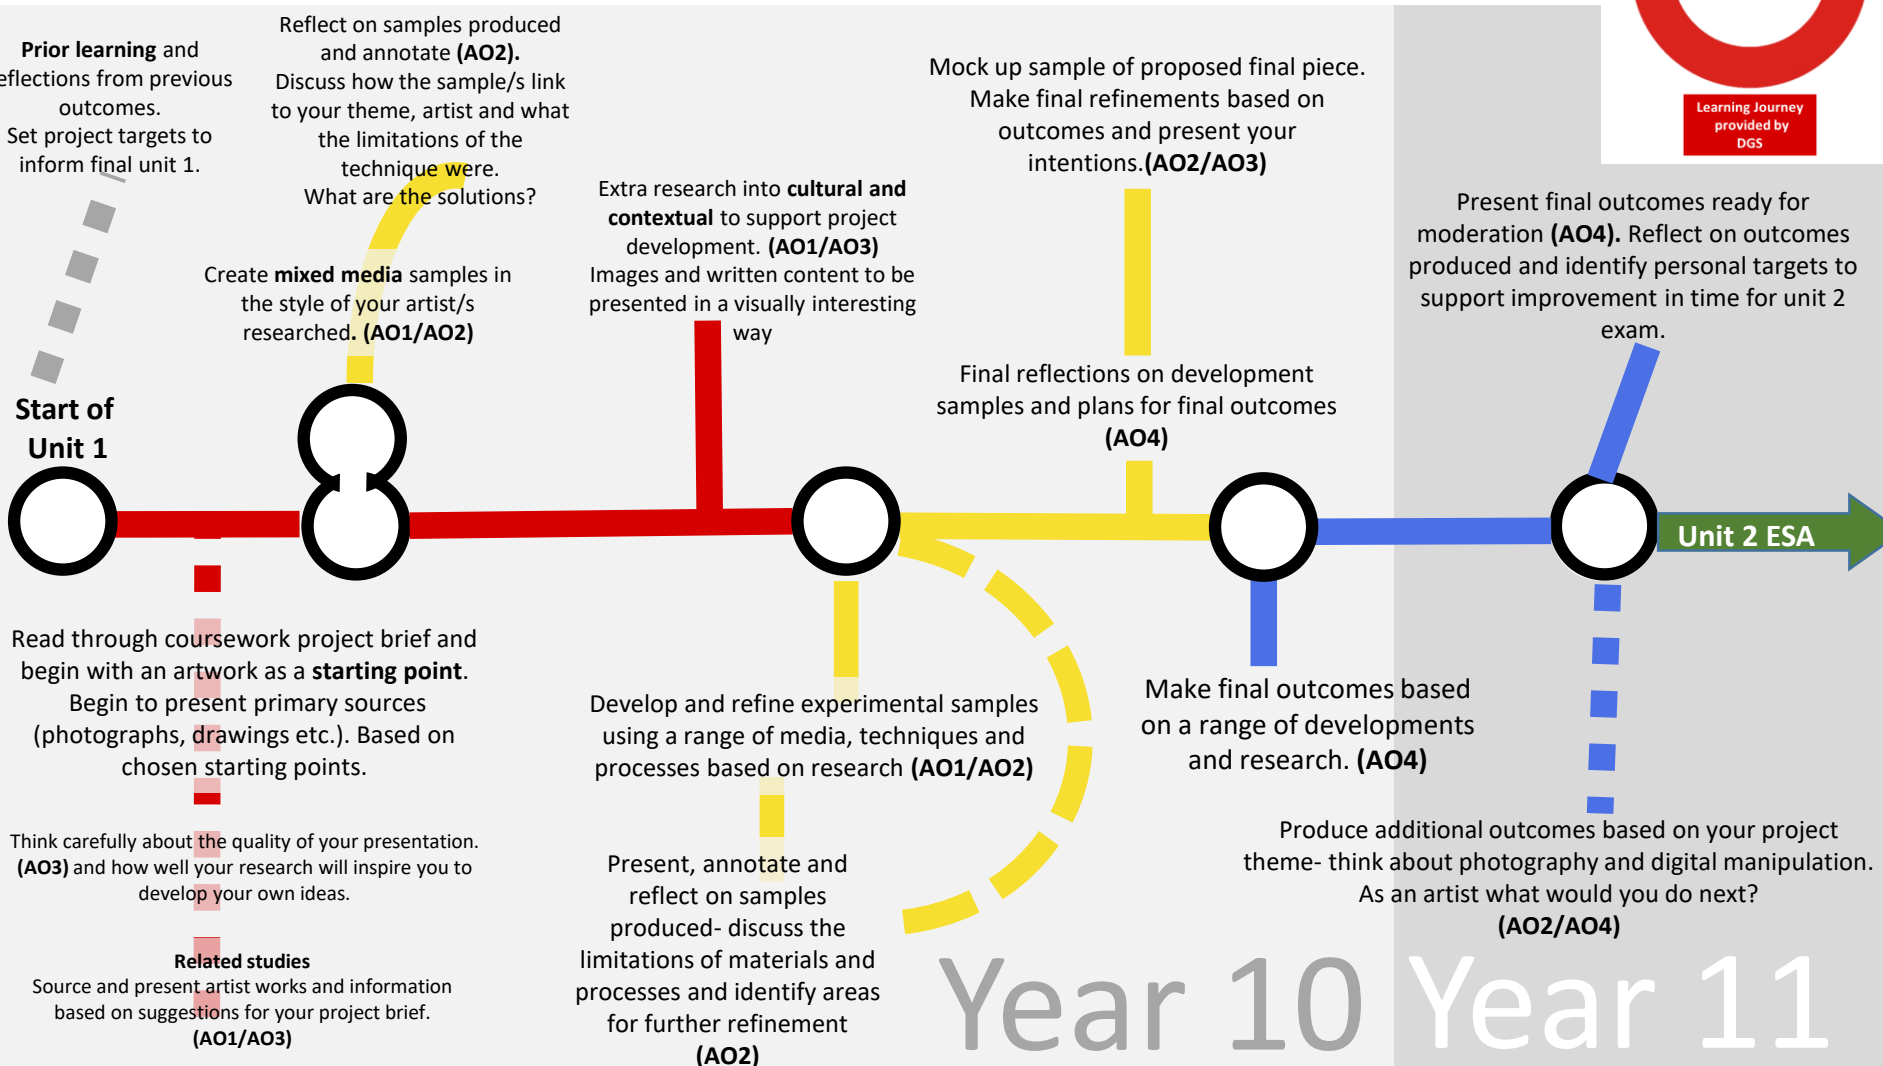 Prior learning and
eflections from previous
outcomes.
Set project targets to
inform final unit 1.
Reflect on samples produced
and annotate (AO2).
Discuss how the sample/s link
to your theme, artist and what
the limitations of the
technique were.
What are the solutions?
Create mixed media samples in
the style of your artist/s
researched. (AO1/AO2)
Extra research into cultural and
contextual to support project
development. (AO1/AO3)
Images and written content to be
presented in a visually interesting
way
Mock up sample of proposed final piece.
Make final refinements based on
outcomes and present your
intentions.(AO2/AO3)
Final reflections on development
samples and plans for final outcomes
(AO4)
Learning Journey
provided by
DGS
Present final outcomes ready for
moderation (AO4). Reflect on outcomes
produced and identify personal targets to
support improvement in time for unit 2
exam.
Start of
Unit 1
Unit 2 ESA
Read through coursework project brief and
begin with an artwork as a starting point.
Begin to present primary sources
(photographs, drawings etc.). Based on
chosen starting points.
Think carefully about the quality of your presentation.
(AO3) and how well your research will inspire you to
develop your own ideas.
Related studies
Source and present artist works and information
based on suggestions for your project brief.
(AO1/AO3)
Develop and refine experimental samples
using a range of media, techniques and
processes based on research (AO1/AO2)
Present, annotate and
reflect on samples
produced- discuss the
limitations of materials and
processes and identify areas
for further refinement
(AO2)
Make final outcomes based
on a range of developments
and research. (AO4)
Produce additional outcomes based on your project
theme- think about photography and digital manipulation.
As an artist what would you do next?
(AO2/AO4)
Year 10
Year 11